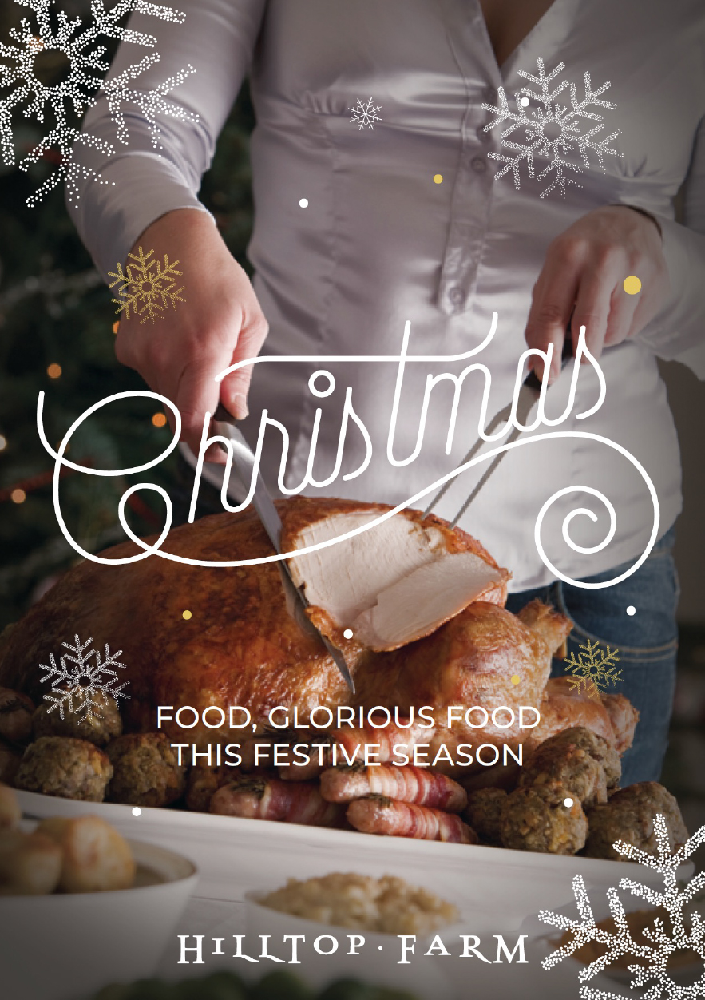 Christmas
FOOD, GLORIOUS FOOD
THIS FESTIVE SEASON
HILLTOP · FARM